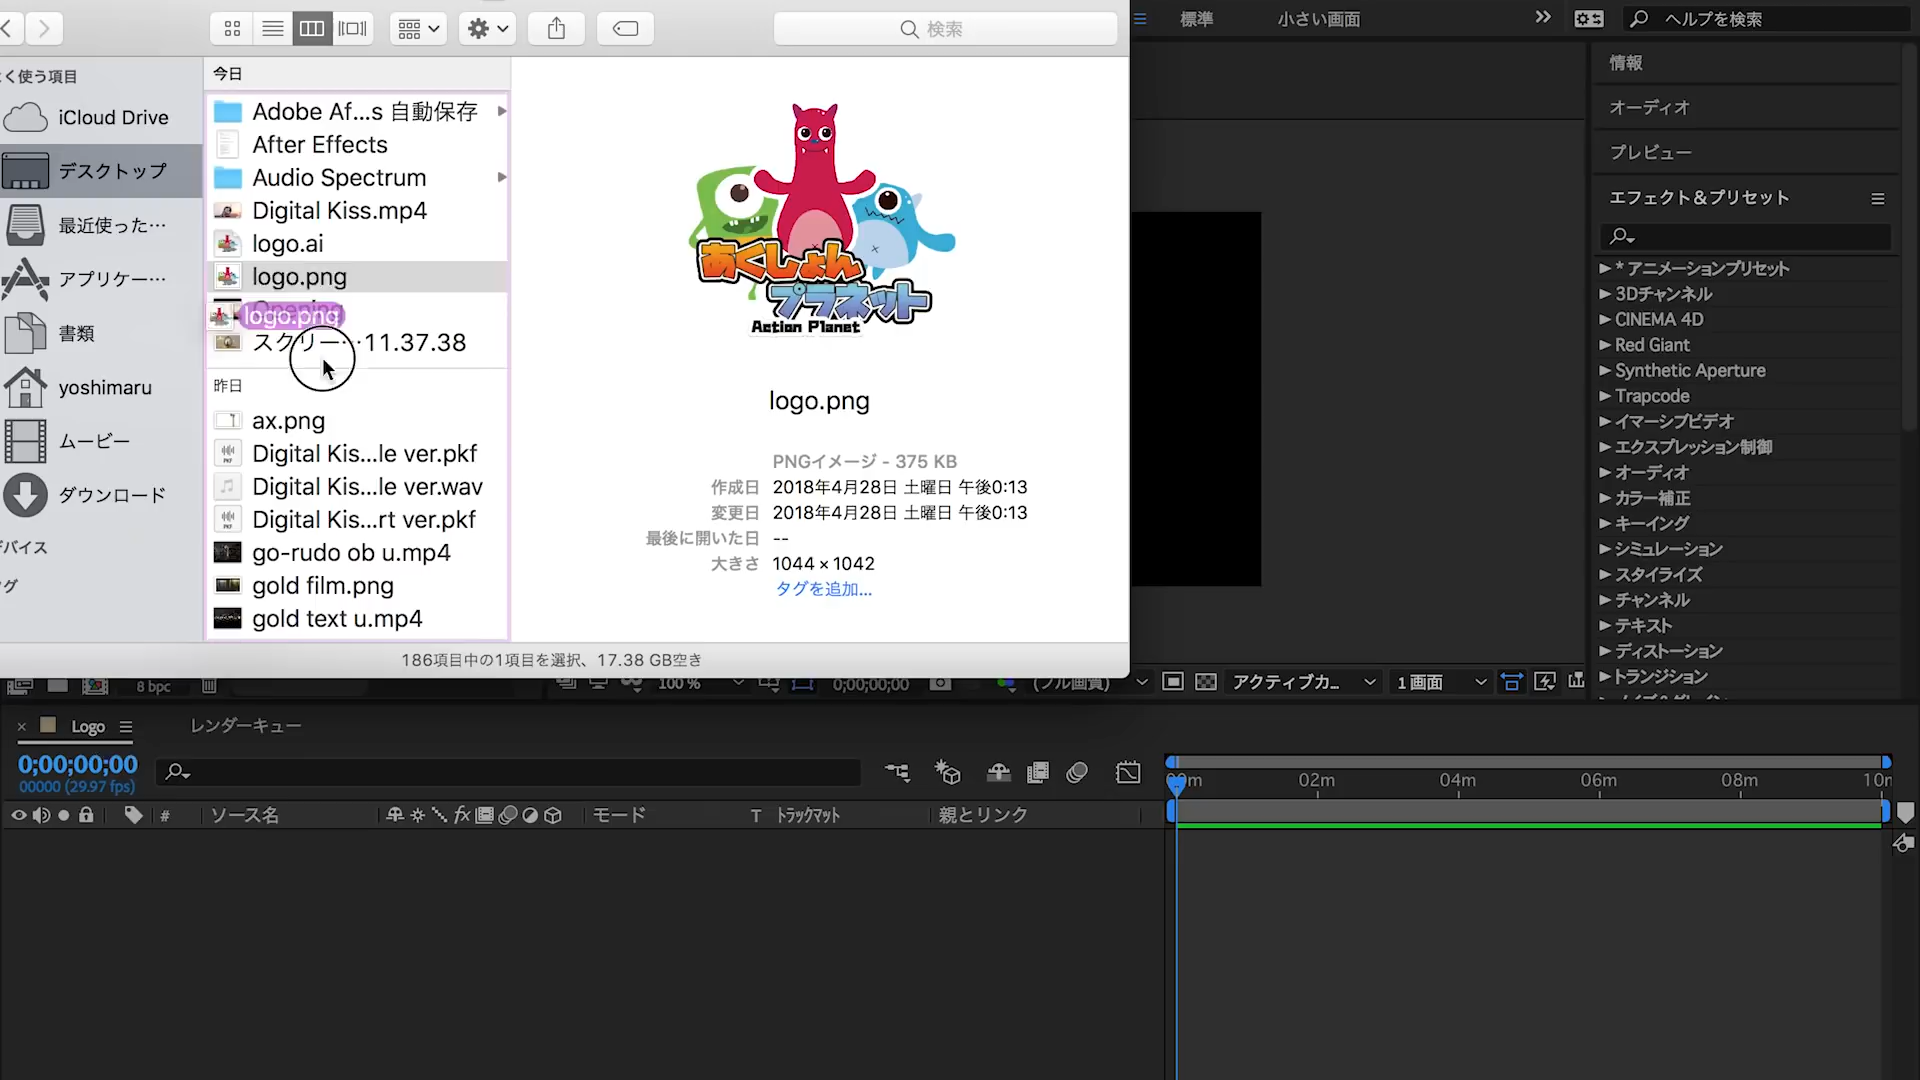 検索
標準
小さい画面
ヘルプを検索
よく使う項目
iCloud Drive
デスクトップ
最近使った…
アプリケー…
書類
yoshimaru
ムービー
ダウンロード
デバイス
タグ
今日
Adobe Af...s 自動保存
After Effects
Audio Spectrum
Digital Kiss.mp4
logo.ai
logo.png
Opening
logo.png
スクリー…11.37.38
昨日
ax.png
Digital Kis...le ver.pkf
Digital Kis...le ver.wav
Digital Kis...rt ver.pkf
go-rudo ob u.mp4
gold film.png
gold text u.mp4
あくしょん
プラネット
Action Planet
logo.png
PNGイメージ - 375 KB
作成日 2018年4月28日 土曜日 午後0:13
変更日 2018年4月28日 土曜日 午後0:13
最後に開いた日 --
大きさ 1044 × 1042
タグを追加...
186項目中の1項目を選択、17.38 GB空き
情報
オーディオ
プレビュー
エフェクト＆プリセット
* アニメーションプリセット
3Dチャンネル
CINEMA 4D
Red Giant
Synthetic Aperture
Trapcode
イマーシブビデオ
エクスプレッション制御
オーディオ
カラー補正
キーイング
シミュレーション
スタイライズ
チャンネル
テキスト
ディストーション
トランジション
8 bpc
100 %
0;00;00;00
(フル画質)
アクティブカ...
1画面
Logo
レンダーキュー
0;00;00;00
00000 (29.97 fps)
# ソース名 fx モード T トラックマット 親とリンク
00m 02m 04m 06m 08m 10m